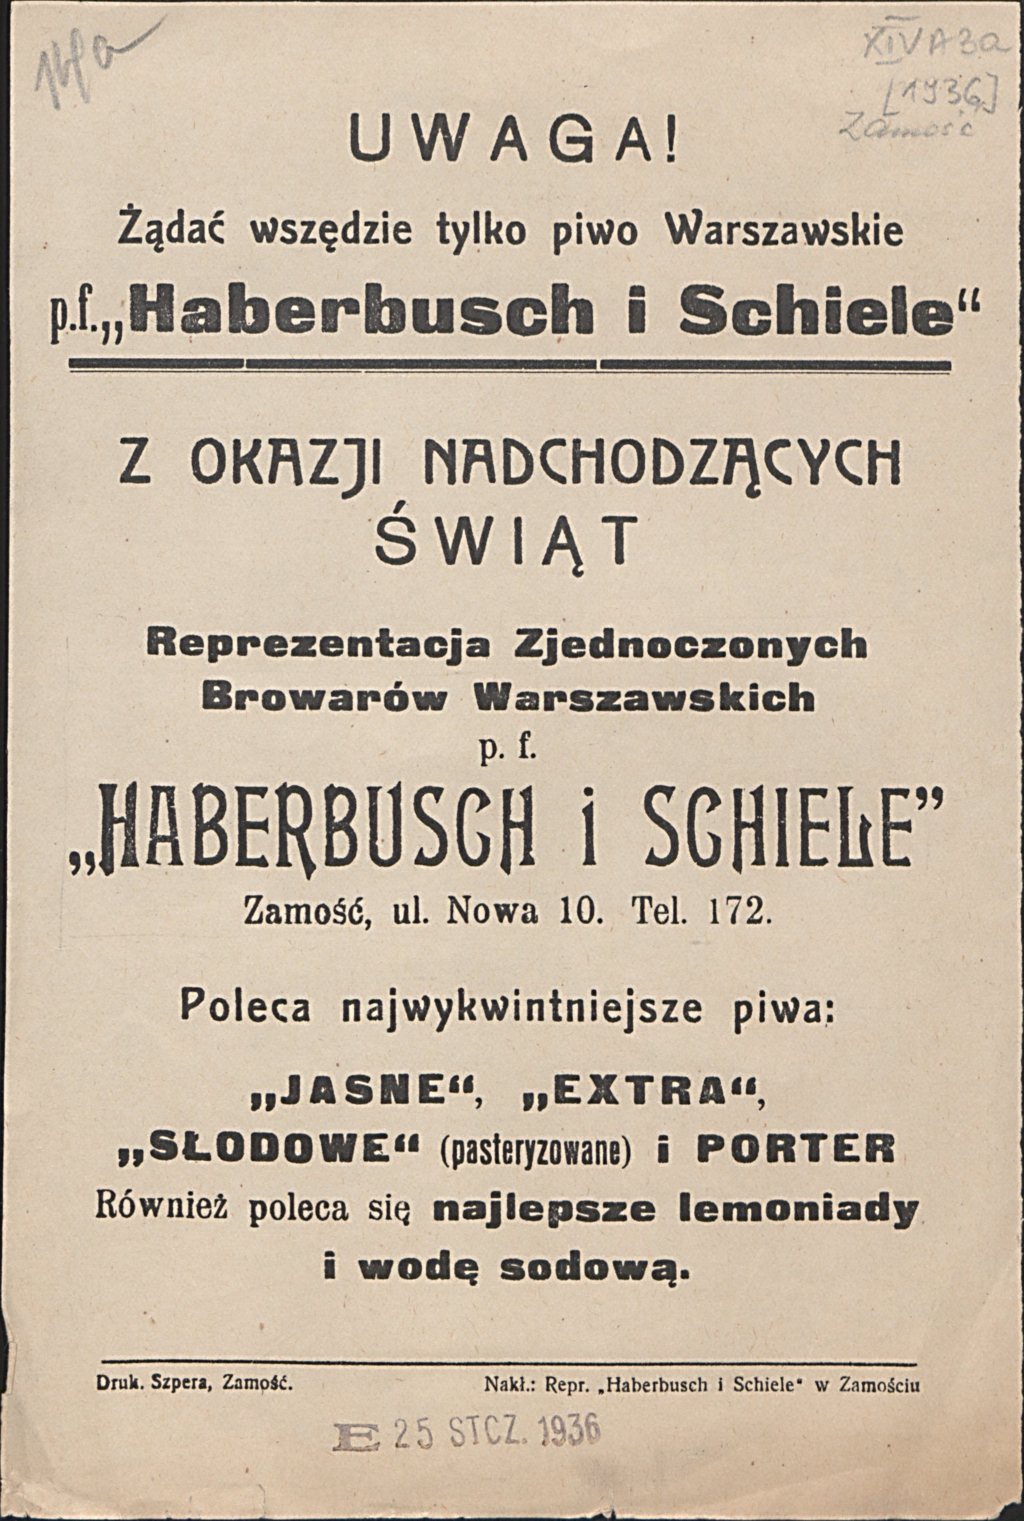 XIVA3a
[1936]
Zamość
UWAGA!
Żądać wszędzie tylko piwo Warszawskie
p.f. „Haberbusch i Schiele“
Z OKAZJI NADCHODZĄCYCH
ŚWIĄT
Reprezentacja Zjednoczonych
Browarów Warszawskich
p. f.
„HABERBUSCH i SCHIELE”
Zamość, ul. Nowa 10. Tel. 172.
Poleca najwykwintniejsze piwa:
„JASNE“, „EXTRA“,
„SŁODOWE“ (pasteryzowane) i PORTER
Również poleca się najlepsze lemoniady
i wodę sodową.
Druk. Szpera, Zamość.
Nakł.: Repr. „Haberbusch i Schiele“ w Zamościu
E 25 STCZ. 1936